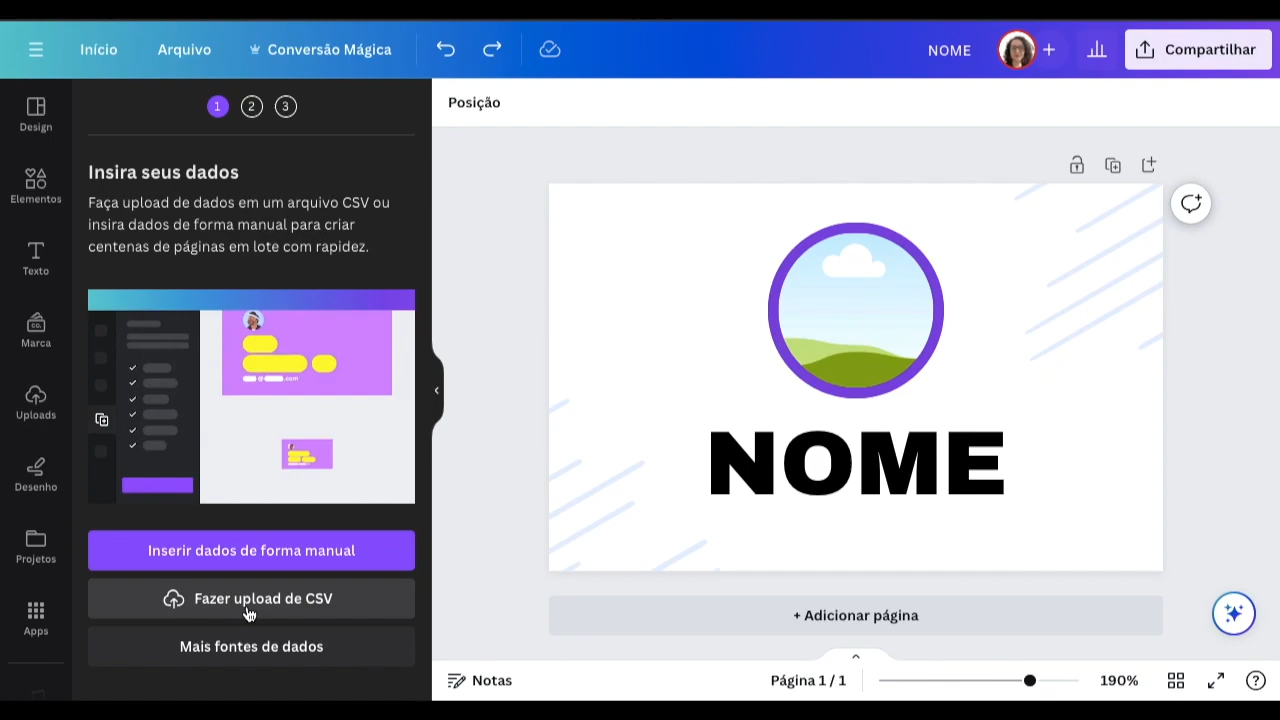 Início
Arquivo
Conversão Mágica
NOME
Compartilhar
Design
Elementos
Texto
CO.
Marca
Uploads
Desenho
Projetos
Apps
1 2 3
Insira seus dados
Faça upload de dados em um arquivo CSV ou
insira dados de forma manual para criar
centenas de páginas em lote com rapidez.
@ .com
Inserir dados de forma manual
Fazer upload de CSV
Mais fontes de dados
Posição
NOME
+ Adicionar página
Notas
Página 1 / 1
190%
?